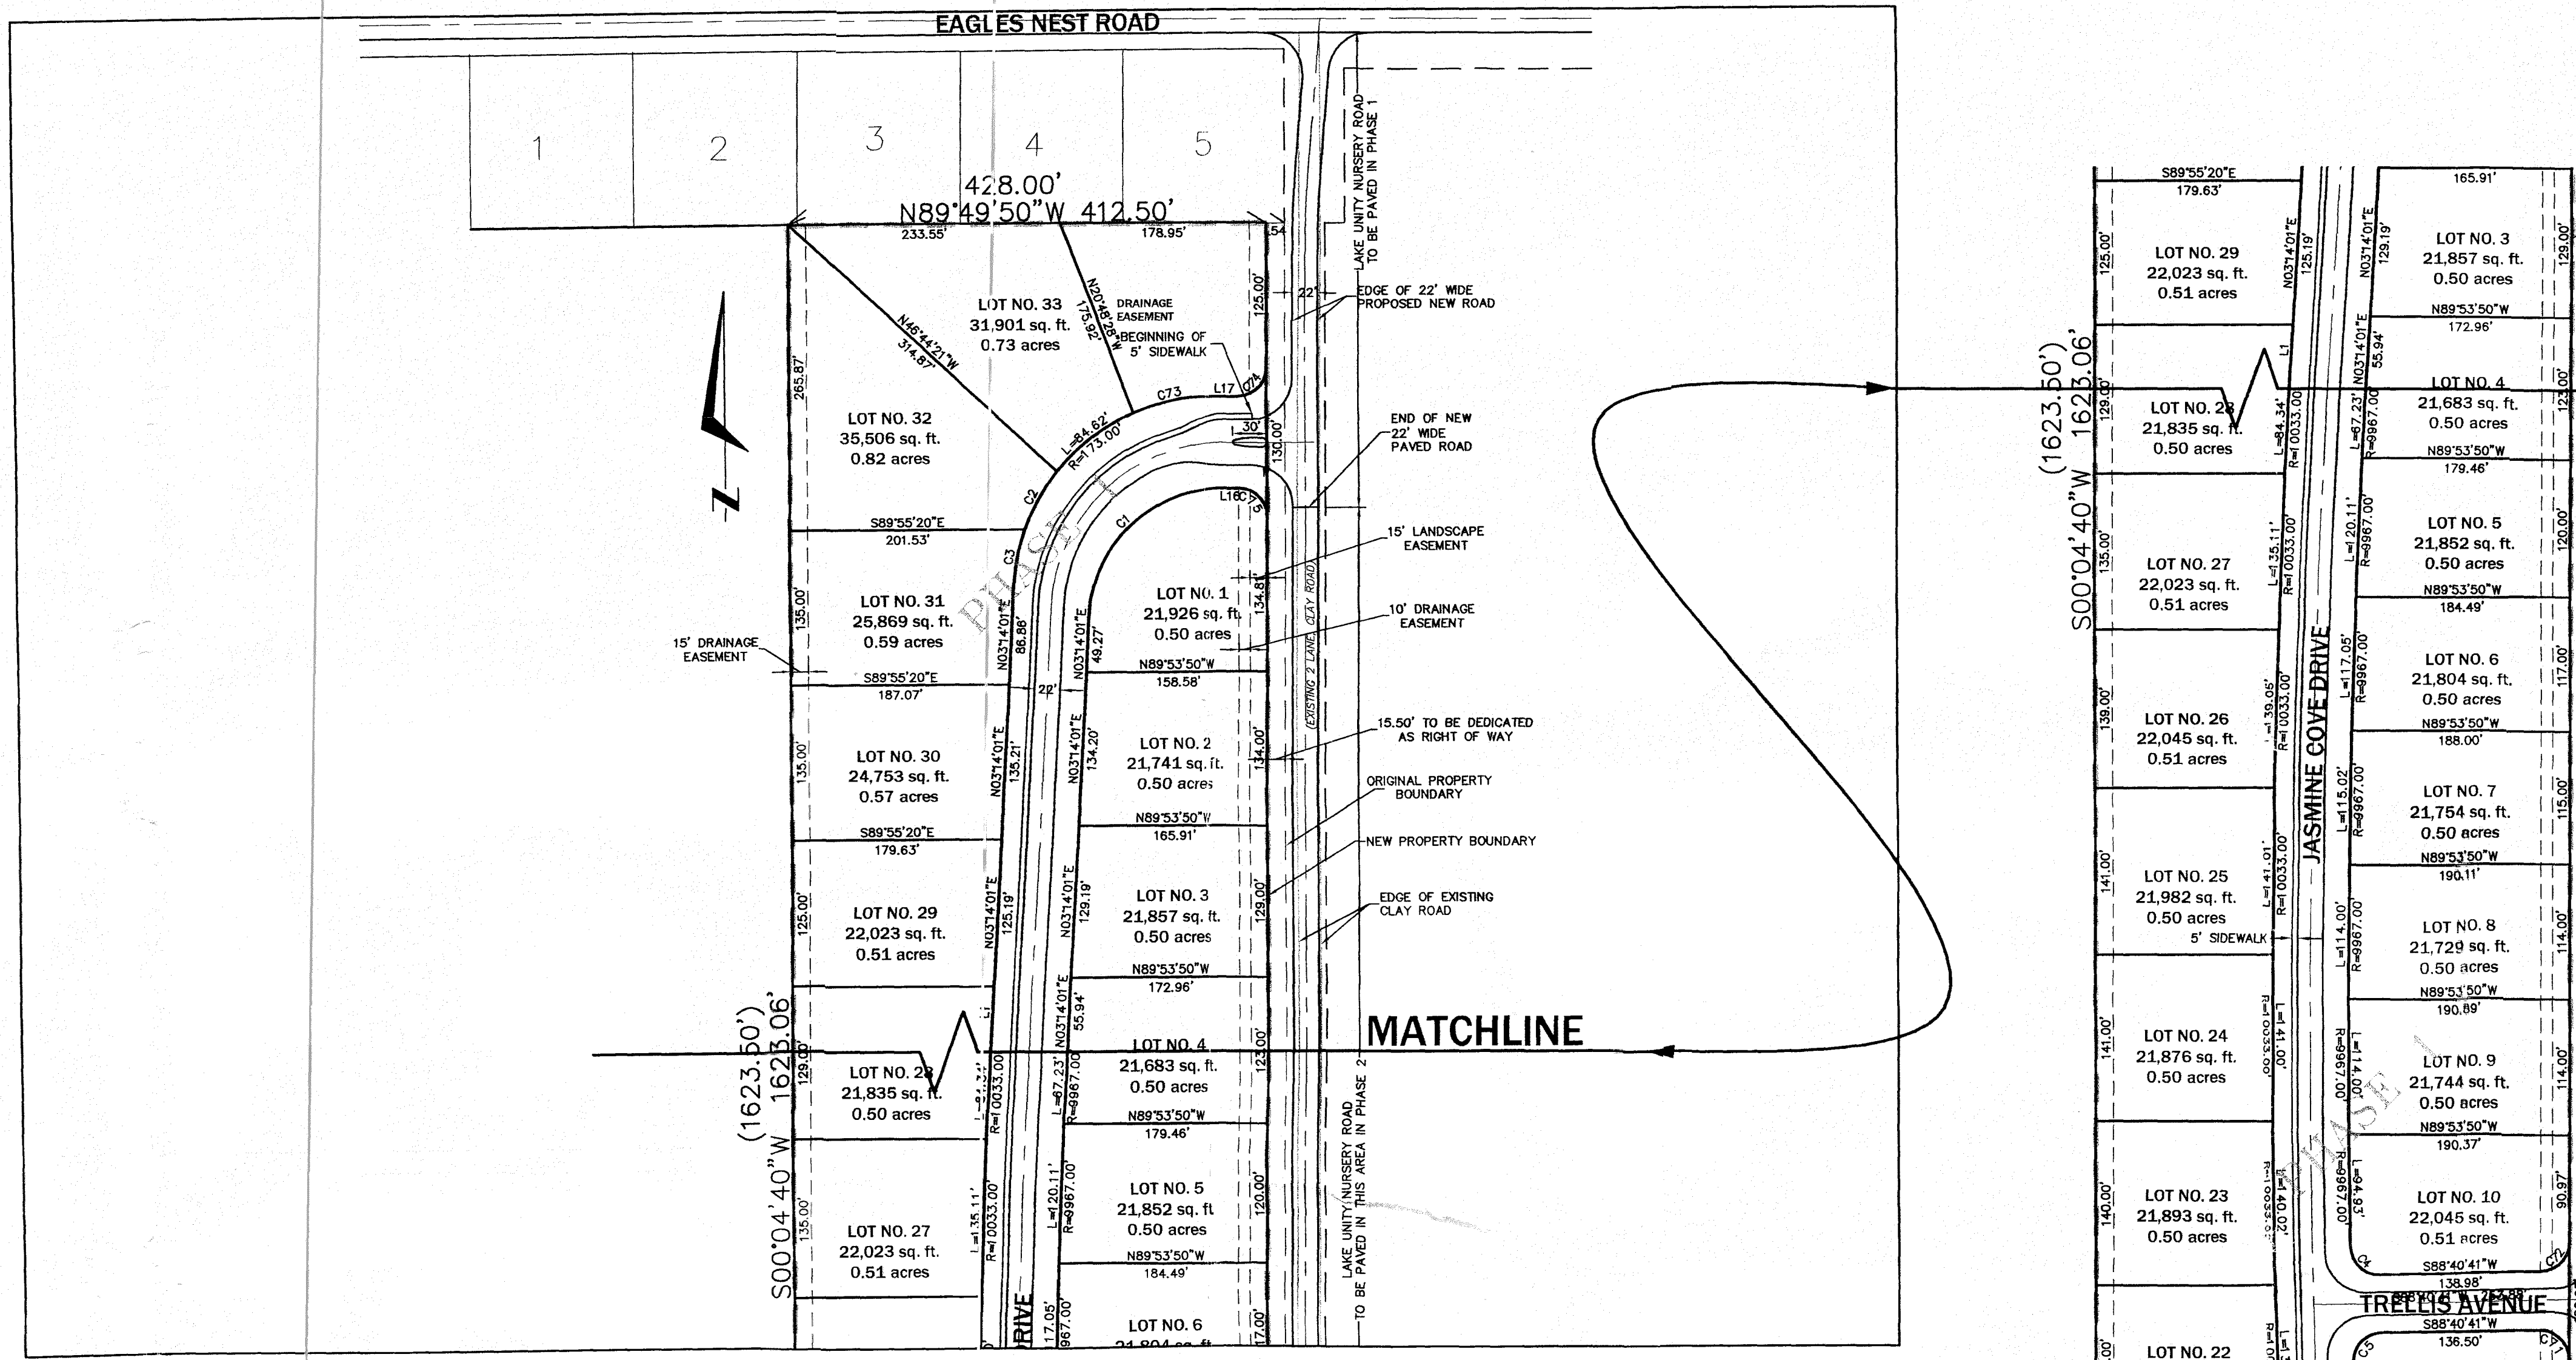 EAGLES NEST ROAD
1
2
3
4
5
428.00'
N89°49'50"W 412.50'
233.55'
178.95'
LAKE UNITY NURSERY ROAD
TO BE PAVED IN PHASE 1
22'
EDGE OF 22' WIDE
PROPOSED NEW ROAD
N20°48'28"W
175.92'
DRAINAGE
EASEMENT
BEGINNING OF
5' SIDEWALK
125.00'
LOT NO. 33
31,901 sq. ft.
0.73 acres
N46°44'21"W
314.87'
265.87'
LOT NO. 32
35,506 sq. ft.
0.82 acres
C73
L17
C74
L=84.62'
R=173.00'
30'
130.00'
END OF NEW
22' WIDE
PAVED ROAD
C2
C3
C1
L16
C75
S89°55'20"E
201.53'
PHASE
15' LANDSCAPE
EASEMENT
(EXISTING 2 LANE, CLAY ROAD)
LOT NO. 31
25,869 sq. ft.
0.59 acres
135.00'
N03°14'01"E
86.86'
N03°14'01"E
49.27'
LOT NO. 1
21,926 sq. ft.
0.50 acres
134.81'
10' DRAINAGE
EASEMENT
15' DRAINAGE
EASEMENT
S89°55'20"E
187.07'
22'
N89°53'50"W
158.58'
LOT NO. 30
24,753 sq. ft.
0.57 acres
135.00'
N03°14'01"E
135.21'
N03°14'01"E
134.20'
LOT NO. 2
21,741 sq. ft.
0.50 acres
134.00'
15.50' TO BE DEDICATED
AS RIGHT OF WAY
ORIGINAL PROPERTY
BOUNDARY
S89°55'20"E
179.63'
N89°53'50"W
165.91'
NEW PROPERTY BOUNDARY
LOT NO. 29
22,023 sq. ft.
0.51 acres
125.00'
N03°14'01"E
125.19'
N03°14'01"E
129.19'
LOT NO. 3
21,857 sq. ft.
0.50 acres
129.00'
EDGE OF EXISTING
CLAY ROAD
N89°53'50"W
172.96'
MATCHLINE
(1623.50')
S00°04'40"W 1623.06'
129.00'
LOT NO. 28
21,835 sq. ft.
0.50 acres
L1
R=10033.00
N03°14'01"E
55.94'
L=67.23'
R=9967.00'
LOT NO. 4
21,683 sq. ft.
0.50 acres
123.00'
N89°53'50"W
179.46'
LAKE UNITY NURSERY ROAD
TO BE PAVED IN THIS AREA IN PHASE 2
135.00'
LOT NO. 27
22,023 sq. ft.
0.51 acres
L=135.11'
R=10033.00'
L=120.11'
R=9967.00'
LOT NO. 5
21,852 sq. ft
0.50 acres
120.00'
N89°53'50"W
184.49'
DRIVE
117.05'
967.00'
LOT NO. 6
21,804 sq. ft.
17.00'
S89°55'20"E
179.63'
165.91'
125.00'
LOT NO. 29
22,023 sq. ft.
0.51 acres
N03°14'01"E
125.19'
N03°14'01"E
129.19'
LOT NO. 3
21,857 sq. ft.
0.50 acres
129.00'
N89°53'50"W
172.96'
(1623.50')
S00°04'40"W 1623.06'
129.00'
LOT NO. 28
21,835 sq. ft.
0.50 acres
L1
L=84.34'
R=10033.00
N03°14'01"E
55.94'
L=67.23'
R=9967.00'
LOT NO. 4
21,683 sq. ft.
0.50 acres
123.00'
N89°53'50"W
179.46'
135.00'
LOT NO. 27
22,023 sq. ft.
0.51 acres
L=135.11'
R=10033.00'
L=120.11'
R=9967.00'
LOT NO. 5
21,852 sq. ft.
0.50 acres
120.00'
N89°53'50"W
184.49'
JASMINE COVE DRIVE
139.00'
LOT NO. 26
22,045 sq. ft.
0.51 acres
L=139.05'
R=10033.00'
L=117.05'
R=9967.00'
LOT NO. 6
21,804 sq. ft.
0.50 acres
117.00'
N89°53'50"W
188.00'
141.00'
LOT NO. 25
21,982 sq. ft.
0.50 acres
L=141.01'
R=10033.00'
5' SIDEWALK
L=115.02'
R=9967.00'
LOT NO. 7
21,754 sq. ft.
0.50 acres
115.00'
N89°53'50"W
190.11'
L=114.00'
R=9967.00'
LOT NO. 8
21,729 sq. ft.
0.50 acres
114.00'
N89°53'50"W
190.89'
141.00'
LOT NO. 24
21,876 sq. ft.
0.50 acres
L=141.00'
R=10033.00'
L=114.00'
R=9967.00'
LOT NO. 9
21,744 sq. ft.
0.50 acres
114.00'
N89°53'50"W
190.37'
PHASE 1
140.00'
LOT NO. 23
21,893 sq. ft.
0.50 acres
L=140.02'
L=94.93'
R=9967.00'
LOT NO. 10
22,045 sq. ft.
0.51 acres
90.97'
C4
C72
S88°40'41"W
138.98'
TRELLIS AVENUE
S88°40'41"W
136.50'
C5
LOT NO. 22